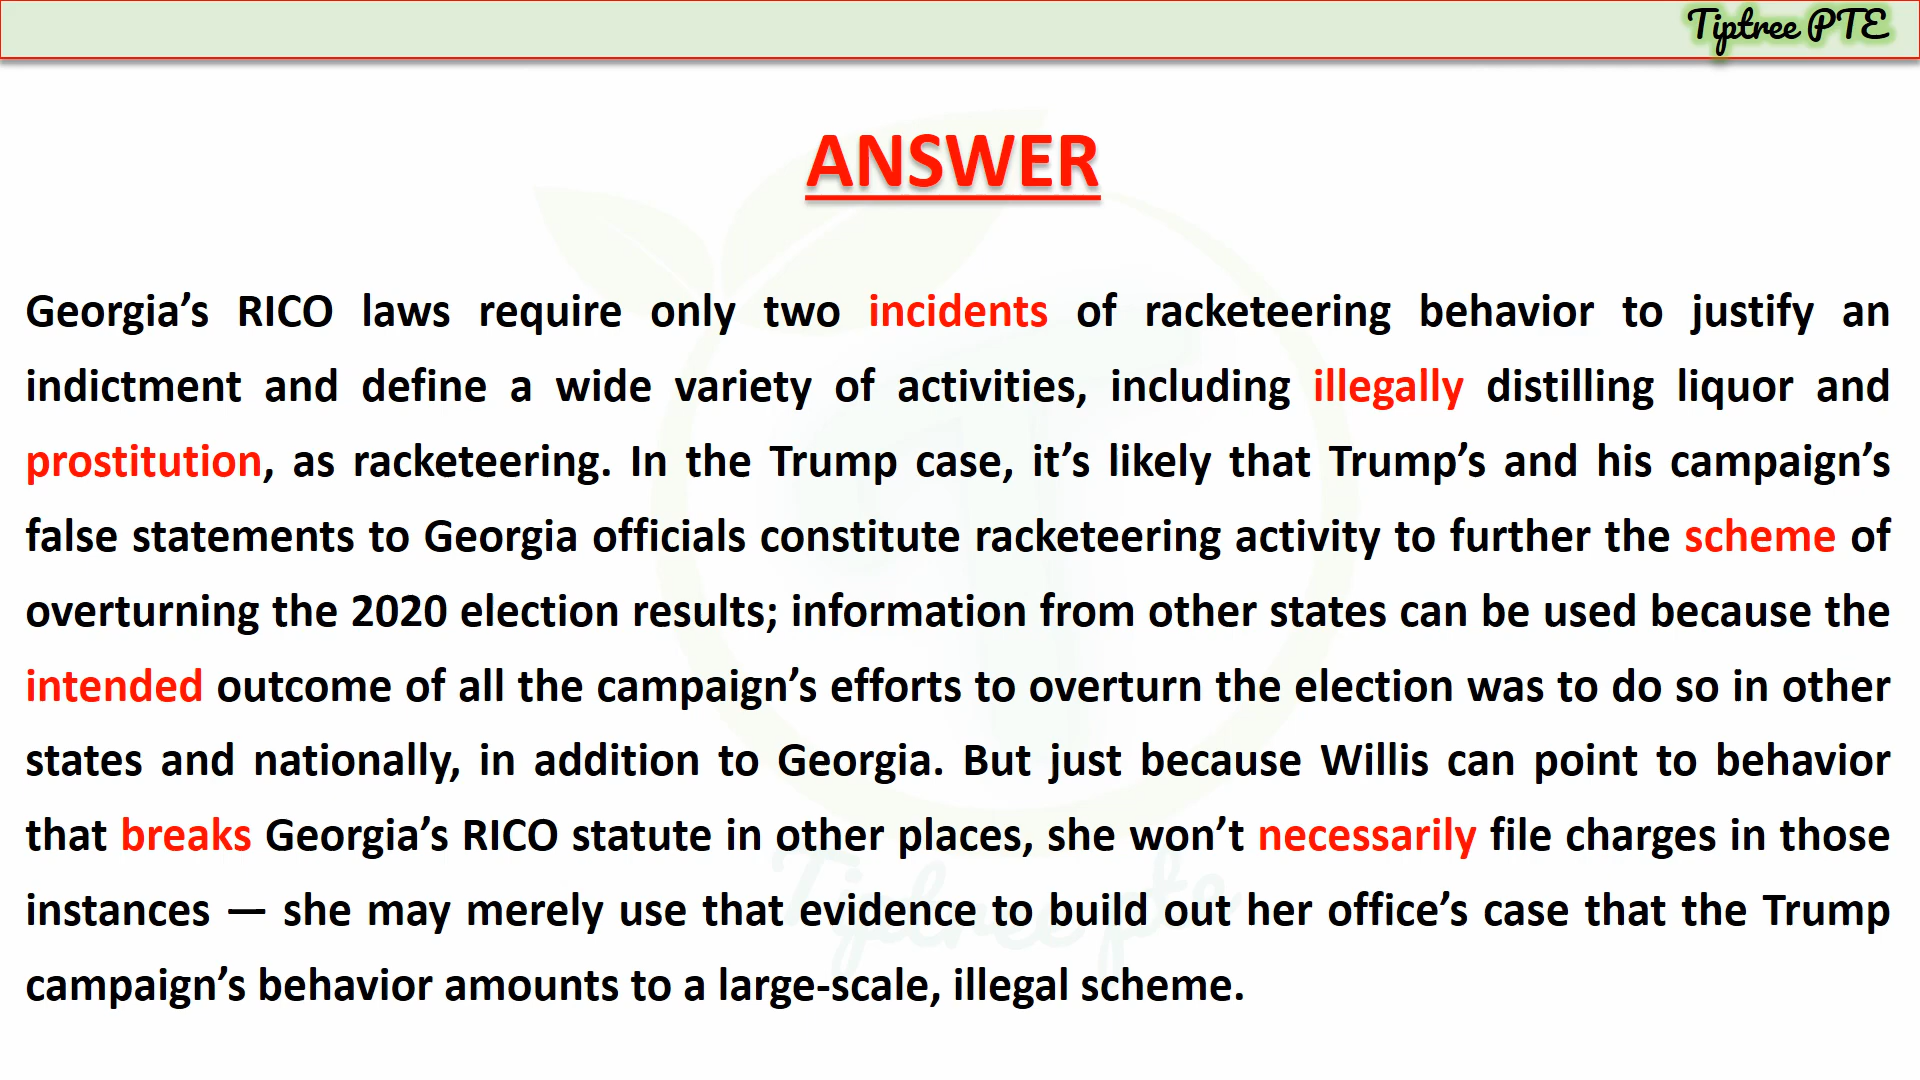 Tiptree PTE
ANSWER
Georgia’s RICO laws require only two incidents of racketeering behavior to justify an
indictment and define a wide variety of activities, including illegally distilling liquor and
prostitution, as racketeering. In the Trump case, it’s likely that Trump’s and his campaign’s
false statements to Georgia officials constitute racketeering activity to further the scheme of
overturning the 2020 election results; information from other states can be used because the
intended outcome of all the campaign’s efforts to overturn the election was to do so in other
states and nationally, in addition to Georgia. But just because Willis can point to behavior
that breaks Georgia’s RICO statute in other places, she won’t necessarily file charges in those
instances — she may merely use that evidence to build out her office’s case that the Trump
campaign’s behavior amounts to a large-scale, illegal scheme.
Tiptree pte